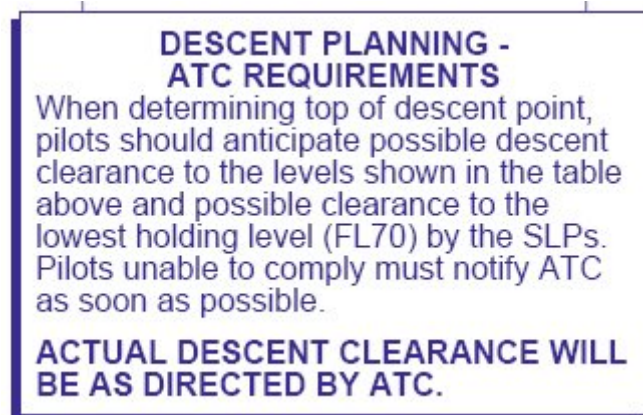 DESCENT PLANNING -
ATC REQUIREMENTS
When determining top of descent point,
pilots should anticipate possible descent
clearance to the levels shown in the table
above and possible clearance to the
lowest holding level (FL70) by the SLPs.
Pilots unable to comply must notify ATC
as soon as possible.
ACTUAL DESCENT CLEARANCE WILL
BE AS DIRECTED BY ATC.